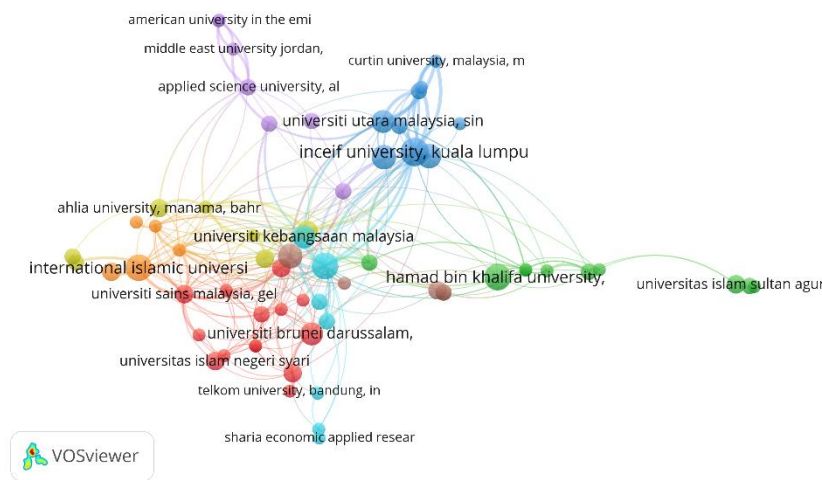 american university in the emi
middle east university jordan,
curtin university, malaysia, m
applied science university, al
universiti utara malaysia, sin
inceif university, kuala lumpu
ahlia university, manama, bahr
universiti kebangsaan malaysia
international islamic universi
hamad bin khalifa university,
universitas islam sultan agun
universiti sains malaysia, gel
universiti brunei darussalam,
universitas islam negeri syari
telkom university, bandung, in
sharia economic applied resear
VOSviewer